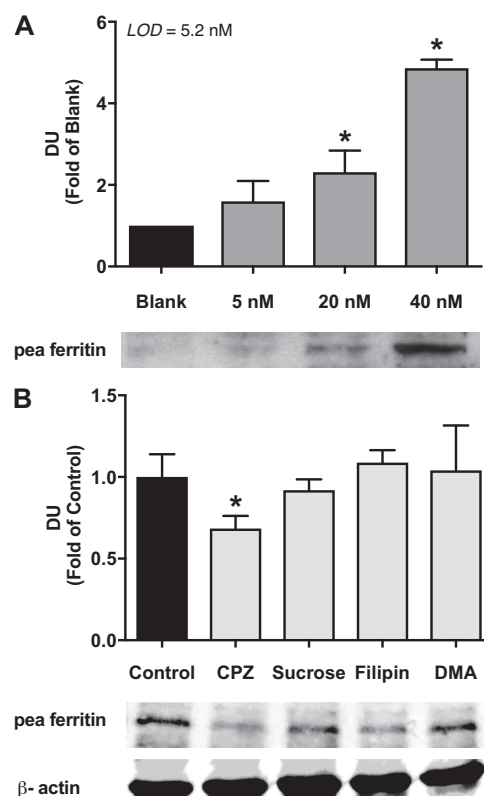 A
LOD = 5.2 nM
DU
(Fold of Blank)
6
4
2
0
*
*
Blank 5 nM 20 nM 40 nM
pea ferritin
B
DU
(Fold of Control)
1.5
1.0
0.5
0.0
*
Control CPZ Sucrose Filipin DMA
pea ferritin
β- actin